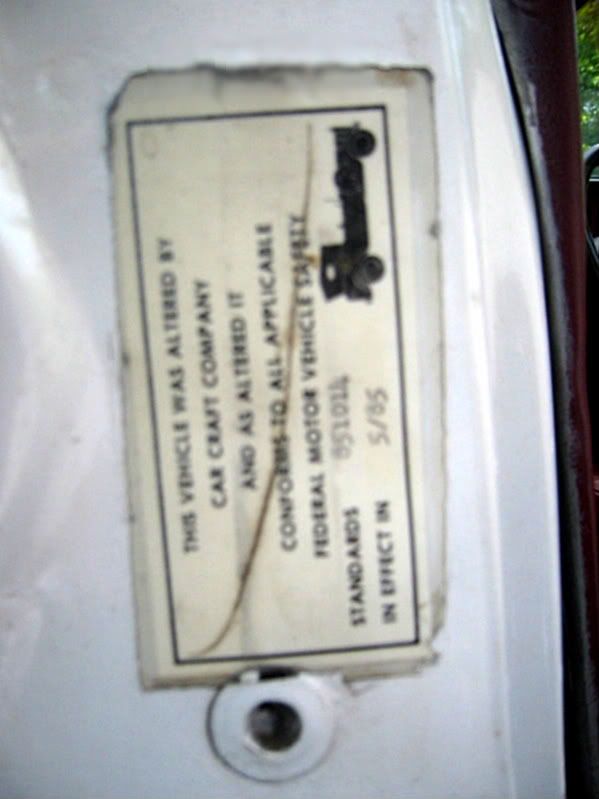 THIS VEHICLE WAS ALTERED BY
CAR CRAFT COMPANY
AND AS ALTERED IT
CONFORMS TO ALL APPLICABLE
FEDERAL MOTOR VEHICLE SAFETY
STANDARDS
IN EFFECT IN 5/85